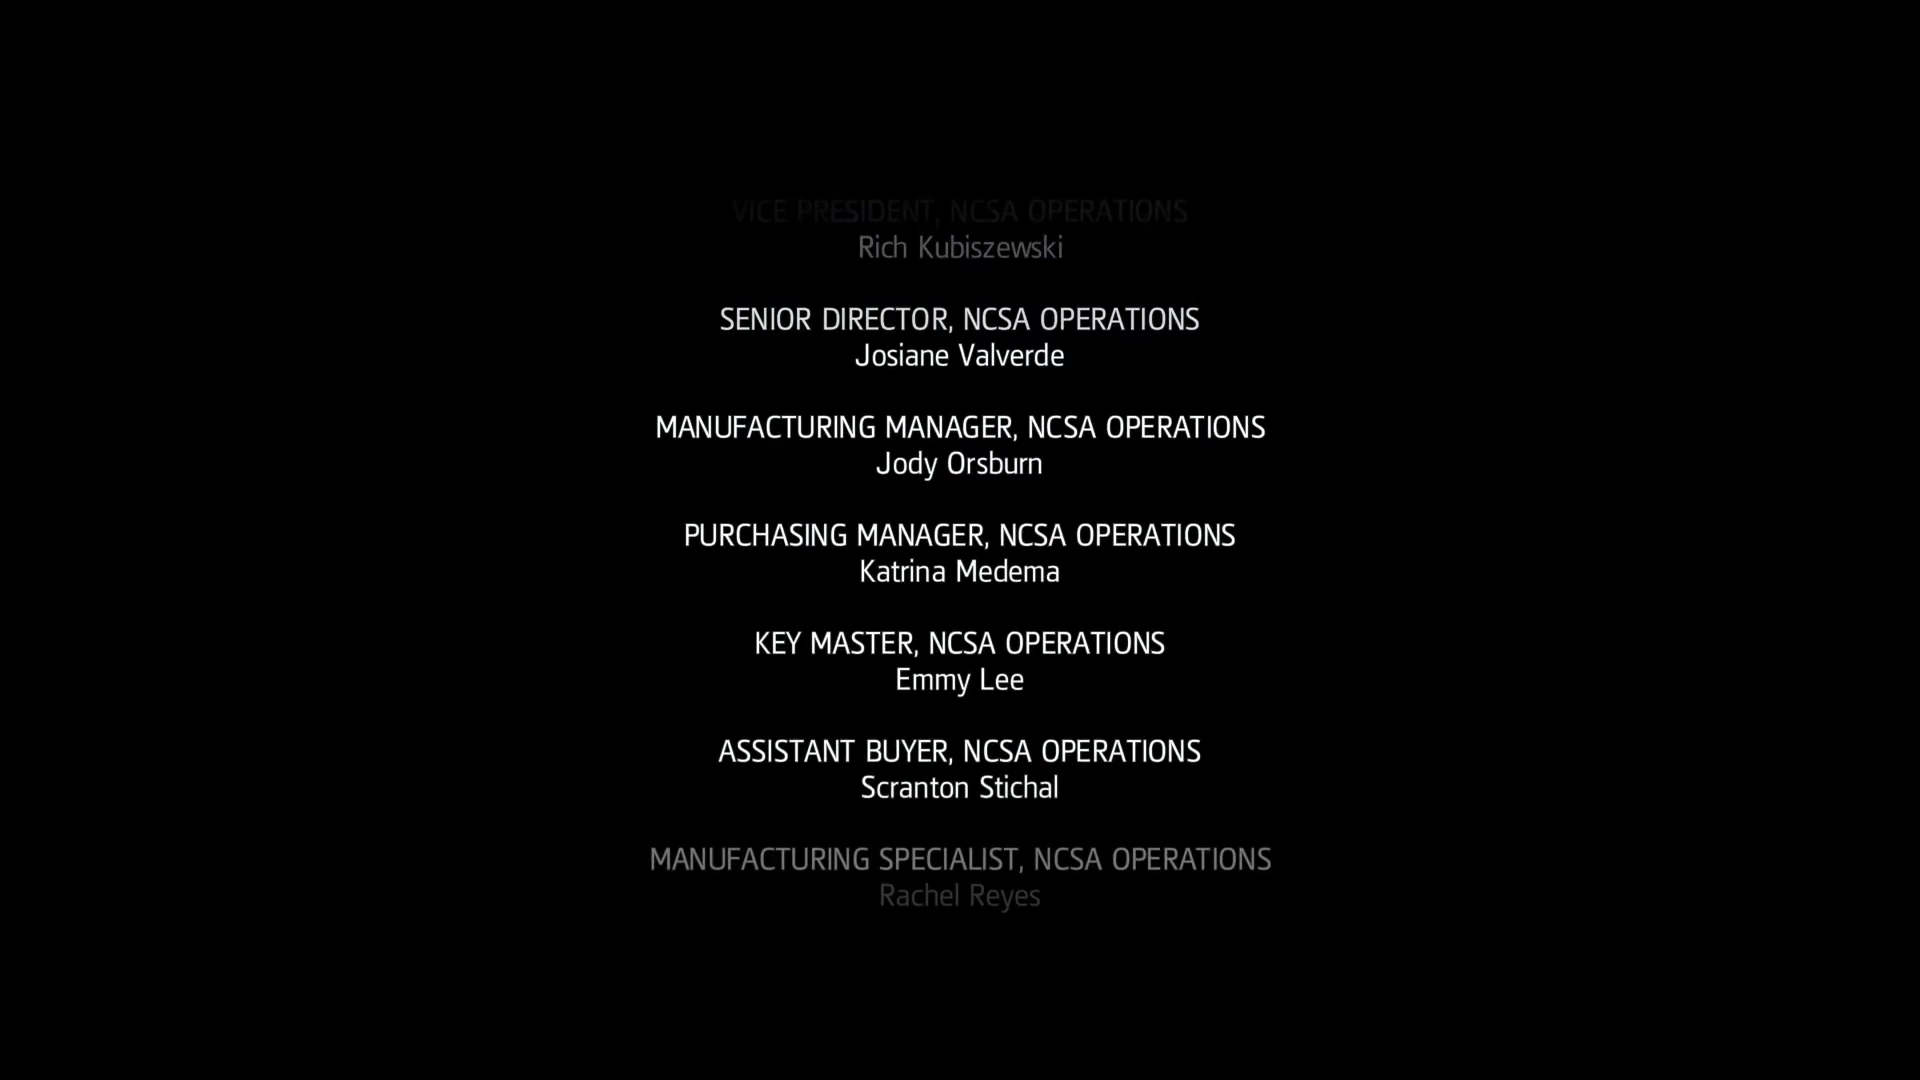 VICE PRESIDENT, NCSA OPERATIONS
Rich Kubiszewski
SENIOR DIRECTOR, NCSA OPERATIONS
Josiane Valverde
MANUFACTURING MANAGER, NCSA OPERATIONS
Jody Orsburn
PURCHASING MANAGER, NCSA OPERATIONS
Katrina Medema
KEY MASTER, NCSA OPERATIONS
Emmy Lee
ASSISTANT BUYER, NCSA OPERATIONS
Scranton Stichal
MANUFACTURING SPECIALIST, NCSA OPERATIONS
Rachel Reyes